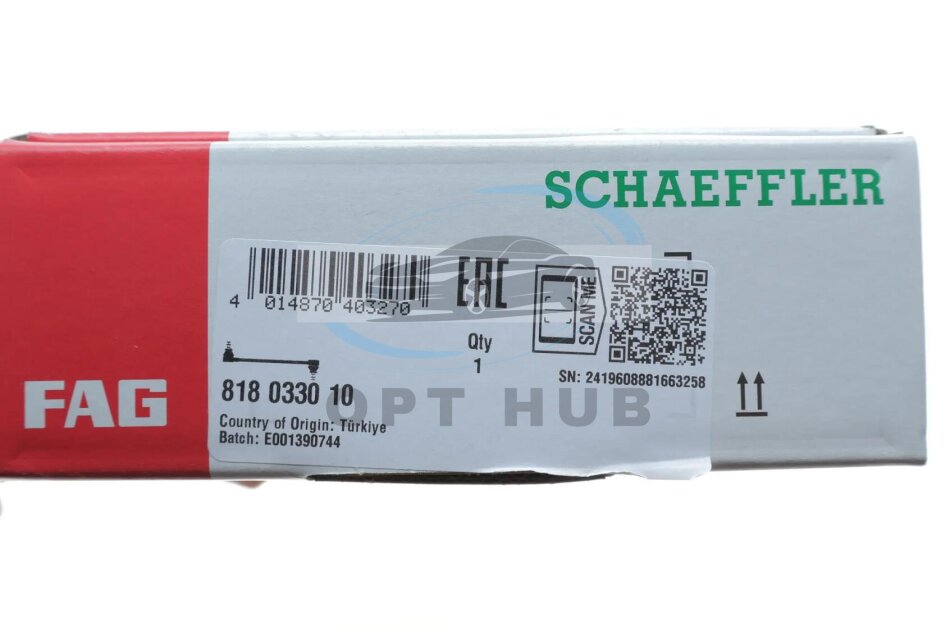 SCHAEFFLER
4 014870 403270
EAC
SCAN ME
Qty
1
SN: 2419608881663258
818 0330 10
FAG
OPT HUB
Country of Origin: Türkiye
Batch: E001390744